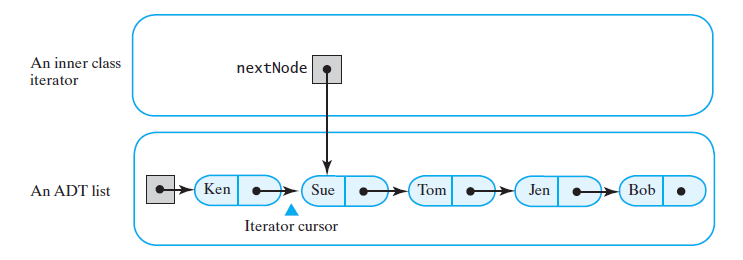 An inner class
iterator
nextNode
An ADT list
Ken
Sue
Tom
Jen
Bob
Iterator cursor